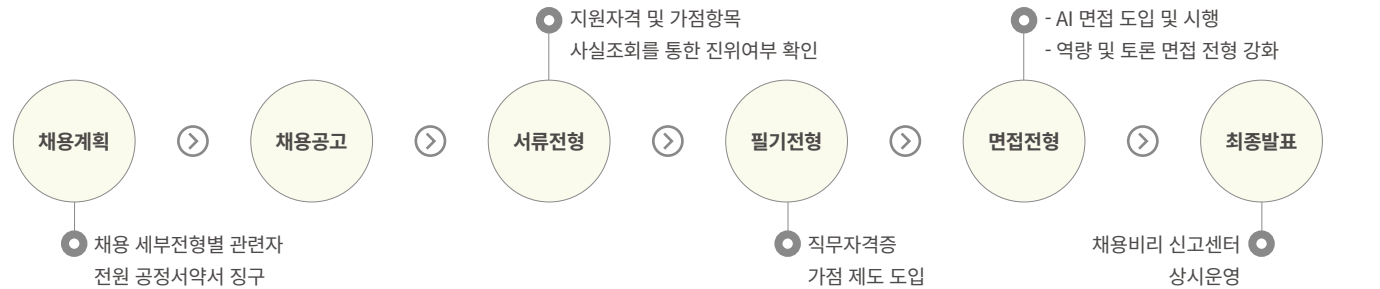 지원자격 및 가점항목
사실조회를 통한 진위여부 확인
- AI 면접 도입 및 시행
- 역량 및 토론 면접 전형 강화
채용계획
채용공고
서류전형
필기전형
면접전형
최종발표
채용 세부전형별 관련자
전원 공정서약서 징구
직무자격증
가점 제도 도입
채용비리 신고센터
상시운영